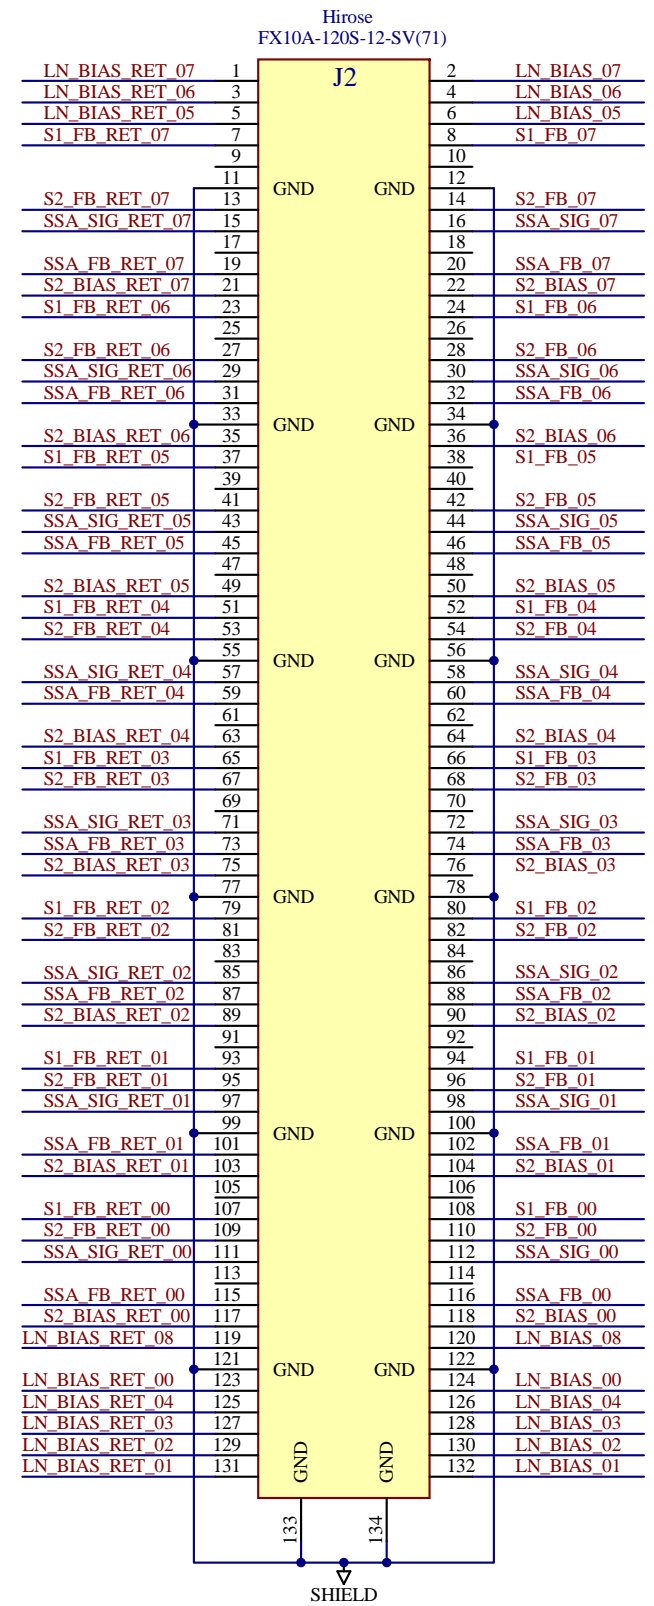 Hirose
FX10A-120S-12-SV(71)
J2
LN_BIAS_RET_07 1 2 LN_BIAS_07
LN_BIAS_RET_06 3 4 LN_BIAS_06
LN_BIAS_RET_05 5 6 LN_BIAS_05
S1_FB_RET_07 7 8 S1_FB_07
9 10
11 GND GND 12
S2_FB_RET_07 13 14 S2_FB_07
SSA_SIG_RET_07 15 16 SSA_SIG_07
17 18
SSA_FB_RET_07 19 20 SSA_FB_07
S2_BIAS_RET_07 21 22 S2_BIAS_07
S1_FB_RET_06 23 24 S1_FB_06
25 26
S2_FB_RET_06 27 28 S2_FB_06
SSA_SIG_RET_06 29 30 SSA_SIG_06
SSA_FB_RET_06 31 32 SSA_FB_06
33 GND GND 34
S2_BIAS_RET_06 35 36 S2_BIAS_06
S1_FB_RET_05 37 38 S1_FB_05
39 40
S2_FB_RET_05 41 42 S2_FB_05
SSA_SIG_RET_05 43 44 SSA_SIG_05
SSA_FB_RET_05 45 46 SSA_FB_05
47 48
S2_BIAS_RET_05 49 50 S2_BIAS_05
S1_FB_RET_04 51 52 S1_FB_04
S2_FB_RET_04 53 54 S2_FB_04
55 GND GND 56
SSA_SIG_RET_04 57 58 SSA_SIG_04
SSA_FB_RET_04 59 60 SSA_FB_04
61 62
S2_BIAS_RET_04 63 64 S2_BIAS_04
S1_FB_RET_03 65 66 S1_FB_03
S2_FB_RET_03 67 68 S2_FB_03
69 70
SSA_SIG_RET_03 71 72 SSA_SIG_03
SSA_FB_RET_03 73 74 SSA_FB_03
S2_BIAS_RET_03 75 76 S2_BIAS_03
77 GND GND 78
S1_FB_RET_02 79 80 S1_FB_02
S2_FB_RET_02 81 82 S2_FB_02
83 84
SSA_SIG_RET_02 85 86 SSA_SIG_02
SSA_FB_RET_02 87 88 SSA_FB_02
S2_BIAS_RET_02 89 90 S2_BIAS_02
91 92
S1_FB_RET_01 93 94 S1_FB_01
S2_FB_RET_01 95 96 S2_FB_01
SSA_SIG_RET_01 97 98 SSA_SIG_01
99 GND GND 100
SSA_FB_RET_01 101 102 SSA_FB_01
S2_BIAS_RET_01 103 104 S2_BIAS_01
105 106
S1_FB_RET_00 107 108 S1_FB_00
S2_FB_RET_00 109 110 S2_FB_00
SSA_SIG_RET_00 111 112 SSA_SIG_00
113 114
SSA_FB_RET_00 115 116 SSA_FB_00
S2_BIAS_RET_00 117 118 S2_BIAS_00
LN_BIAS_RET_08 119 120 LN_BIAS_08
121 GND GND 122
LN_BIAS_RET_00 123 124 LN_BIAS_00
LN_BIAS_RET_04 125 126 LN_BIAS_04
LN_BIAS_RET_03 127 128 LN_BIAS_03
LN_BIAS_RET_02 129 130 LN_BIAS_02
LN_BIAS_RET_01 131 132 LN_BIAS_01
GND GND
133 134
SHIELD